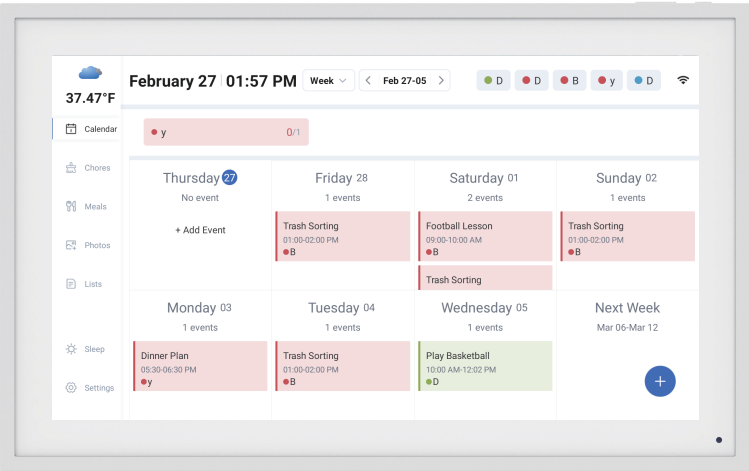 37.47°F
February 27 01:57 PM
Week
Feb 27-05
D
D
B
y
D
Calendar
Chores
Meals
Photos
Lists
Sleep
Settings
y
0/1
Thursday 27
No event
+ Add Event
Friday 28
1 events
Trash Sorting
01:00-02:00 PM
B
Saturday 01
2 events
Football Lesson
09:00-10:00 AM
B
Trash Sorting
Sunday 02
1 events
Trash Sorting
01:00-02:00 PM
B
Monday 03
1 events
Dinner Plan
05:30-06:30 PM
y
Tuesday 04
1 events
Trash Sorting
01:00-02:00 PM
B
Wednesday 05
1 events
Play Basketball
10:00 AM-12:02 PM
D
Next Week
Mar 06-Mar 12
+